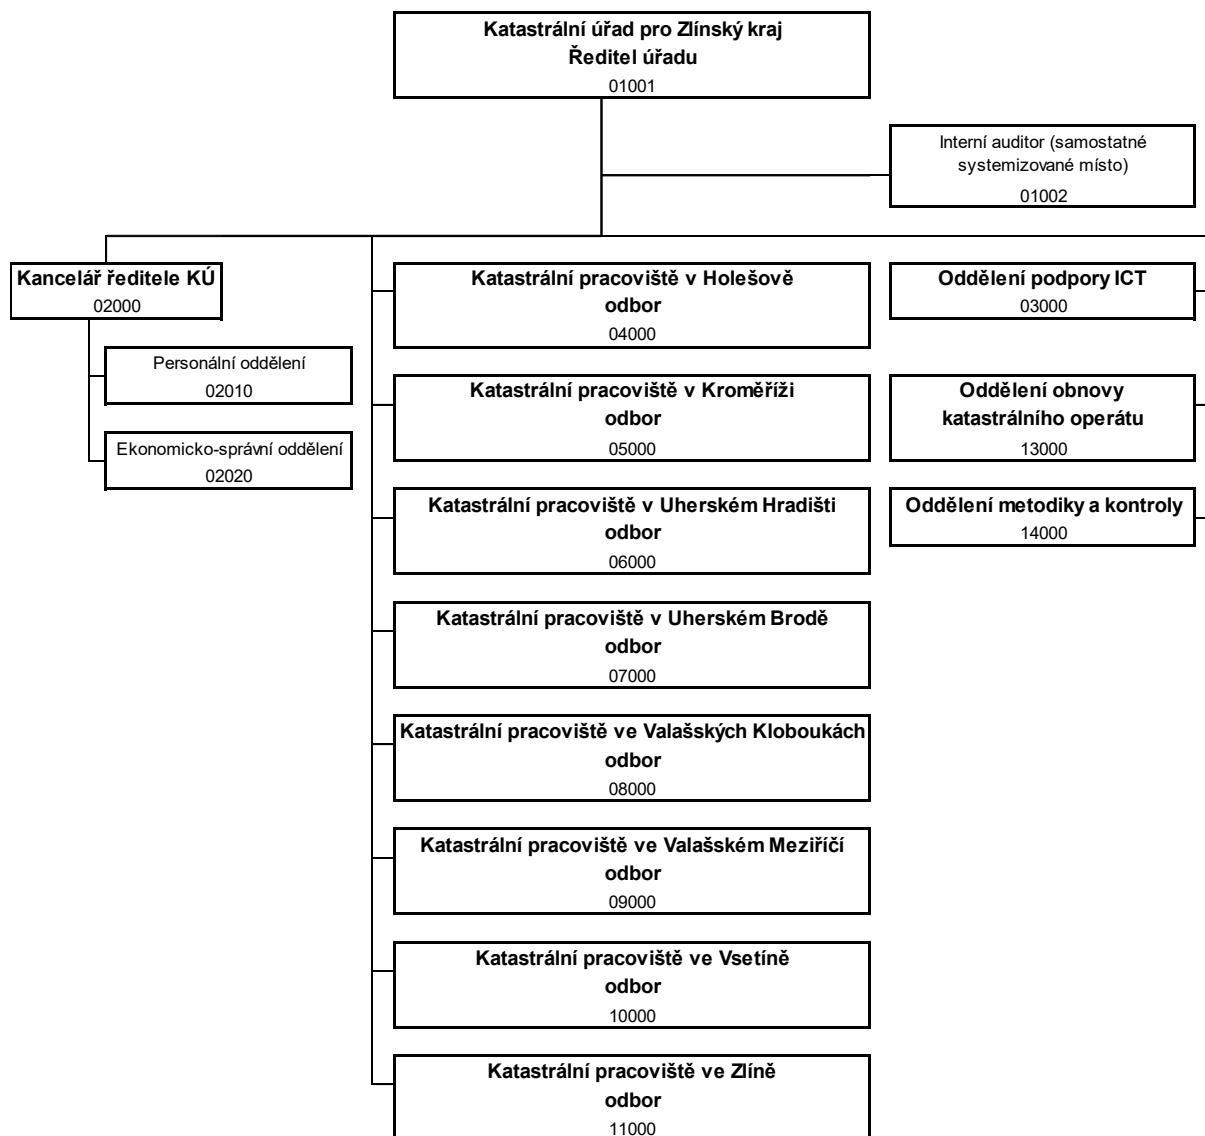 Katastrální úřad pro Zlínský kraj
Ředitel úřadu
01001
Interní auditor (samostatné
systemizované místo)
01002
Kancelář ředitele KÚ
02000
Personální oddělení
02010
Ekonomicko-správní oddělení
02020
Katastrální pracoviště v Holešově
odbor
04000
Katastrální pracoviště v Kroměříži
odbor
05000
Katastrální pracoviště v Uherském Hradišti
odbor
06000
Katastrální pracoviště v Uherském Brodě
odbor
07000
Katastrální pracoviště ve Valašských Kloboukách
odbor
08000
Katastrální pracoviště ve Valašském Meziříčí
odbor
09000
Katastrální pracoviště ve Vsetíně
odbor
10000
Katastrální pracoviště ve Zlíně
odbor
11000
Oddělení podpory ICT
03000
Oddělení obnovy
katastrálního operátu
13000
Oddělení metodiky a kontroly
14000